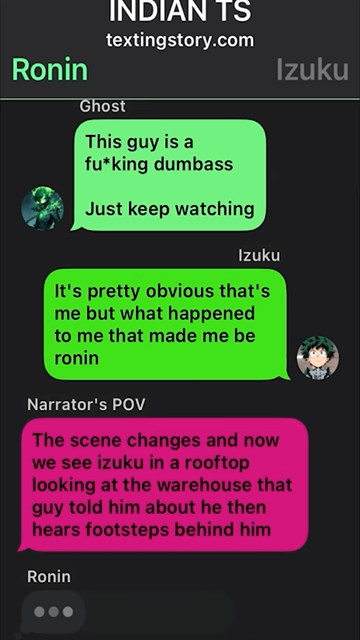 INDIAN TS
textingstory.com
Ronin Izuku
Ghost
This guy is a
fu*king dumbass
Just keep watching
Izuku
It's pretty obvious that's
me but what happened
to me that made me be
ronin
Narrator's POV
The scene changes and now
we see izuku in a rooftop
looking at the warehouse that
guy told him about he then
hears footsteps behind him
Ronin